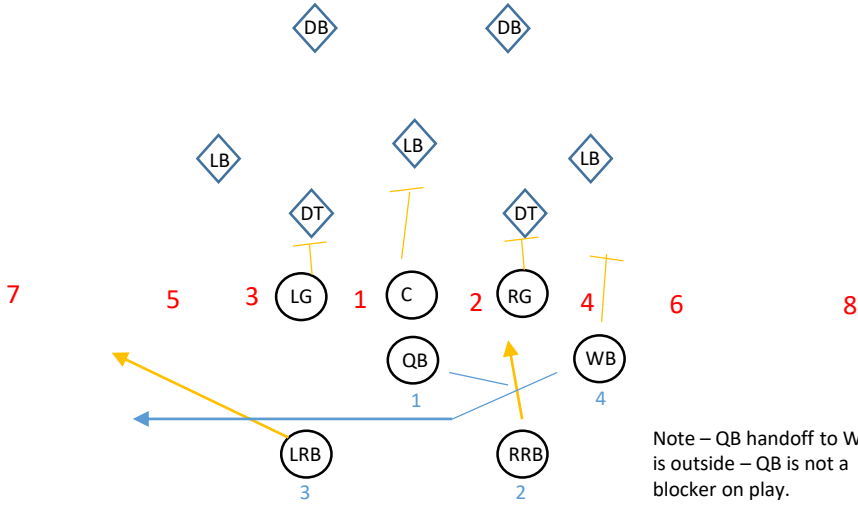 DB DB
LB
LB LB
DT DT
7 5 3 LG 1 C 2 RG 4 6 8
QB WB
1 4
LRB RRB
3 2
Note – QB handoff to W
is outside – QB is not a
blocker on play.